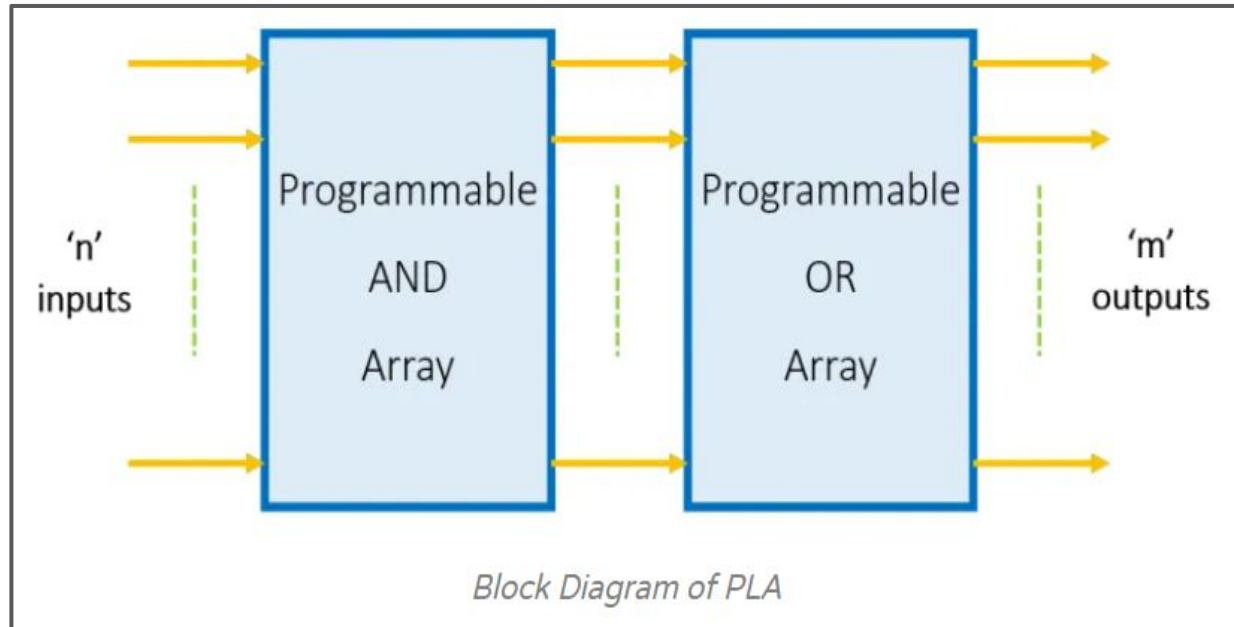 ‘n’
inputs
Programmable
AND
Array
Programmable
OR
Array
‘m’
outputs
Block Diagram of PLA